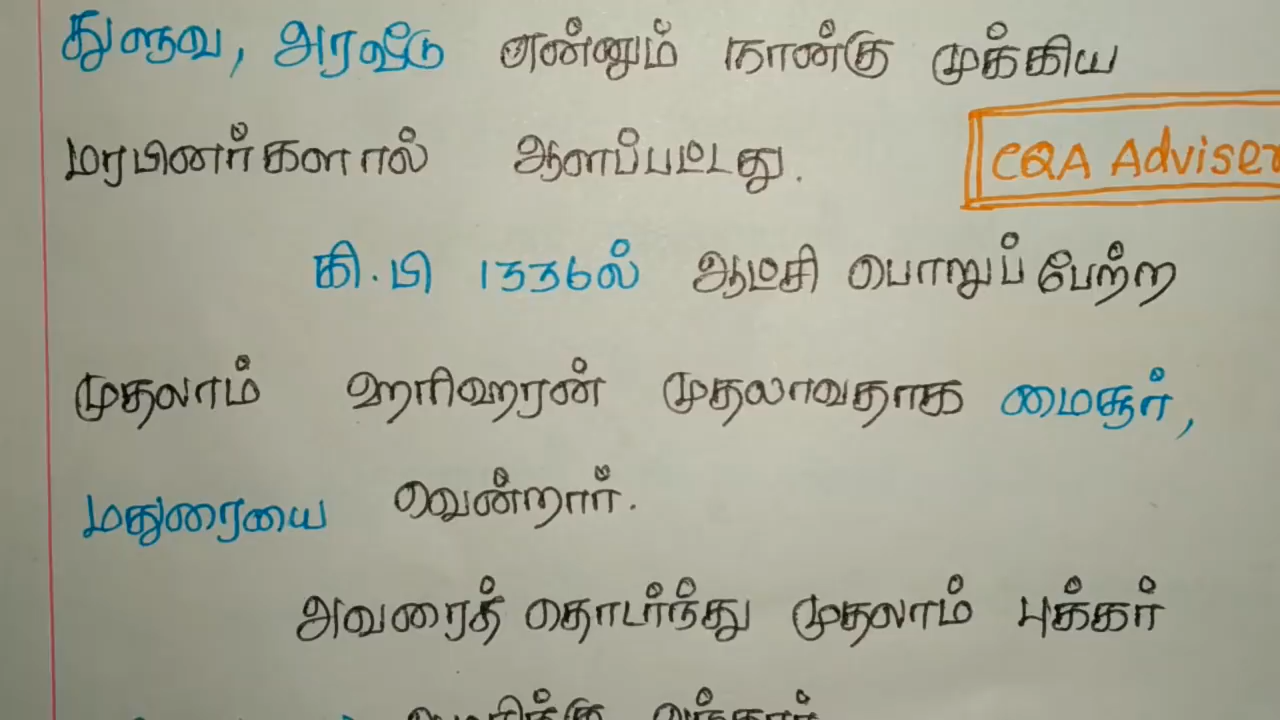 துளுவ, அரவீடு என்னும் நான்கு முக்கிய
மரபினர்களால் ஆளப்பட்டது.
CQA Adviser
கி.பி 1336ல் ஆட்சி பொறுப்பேற்ற
முதலாம் ஹரிஹரன் முதலாவதாக மைசூர்,
மதுரையை வென்றார்.
அவரைத் தொடர்ந்து முதலாம் புக்கர்